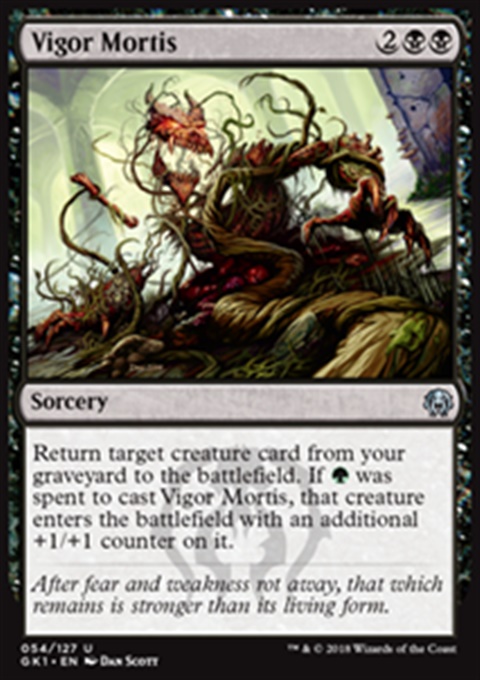 Vigor Mortis 2
Sorcery
Return target creature card from your
graveyard to the battlefield. If was
spent to cast Vigor Mortis, that creature
enters the battlefield with an additional
+1/+1 counter on it.
After fear and weakness rot away, that which
remains is stronger than its living form.
054/127 U ™ & © 2018 Wizards of the Coast
GK1 • EN Dan Scott